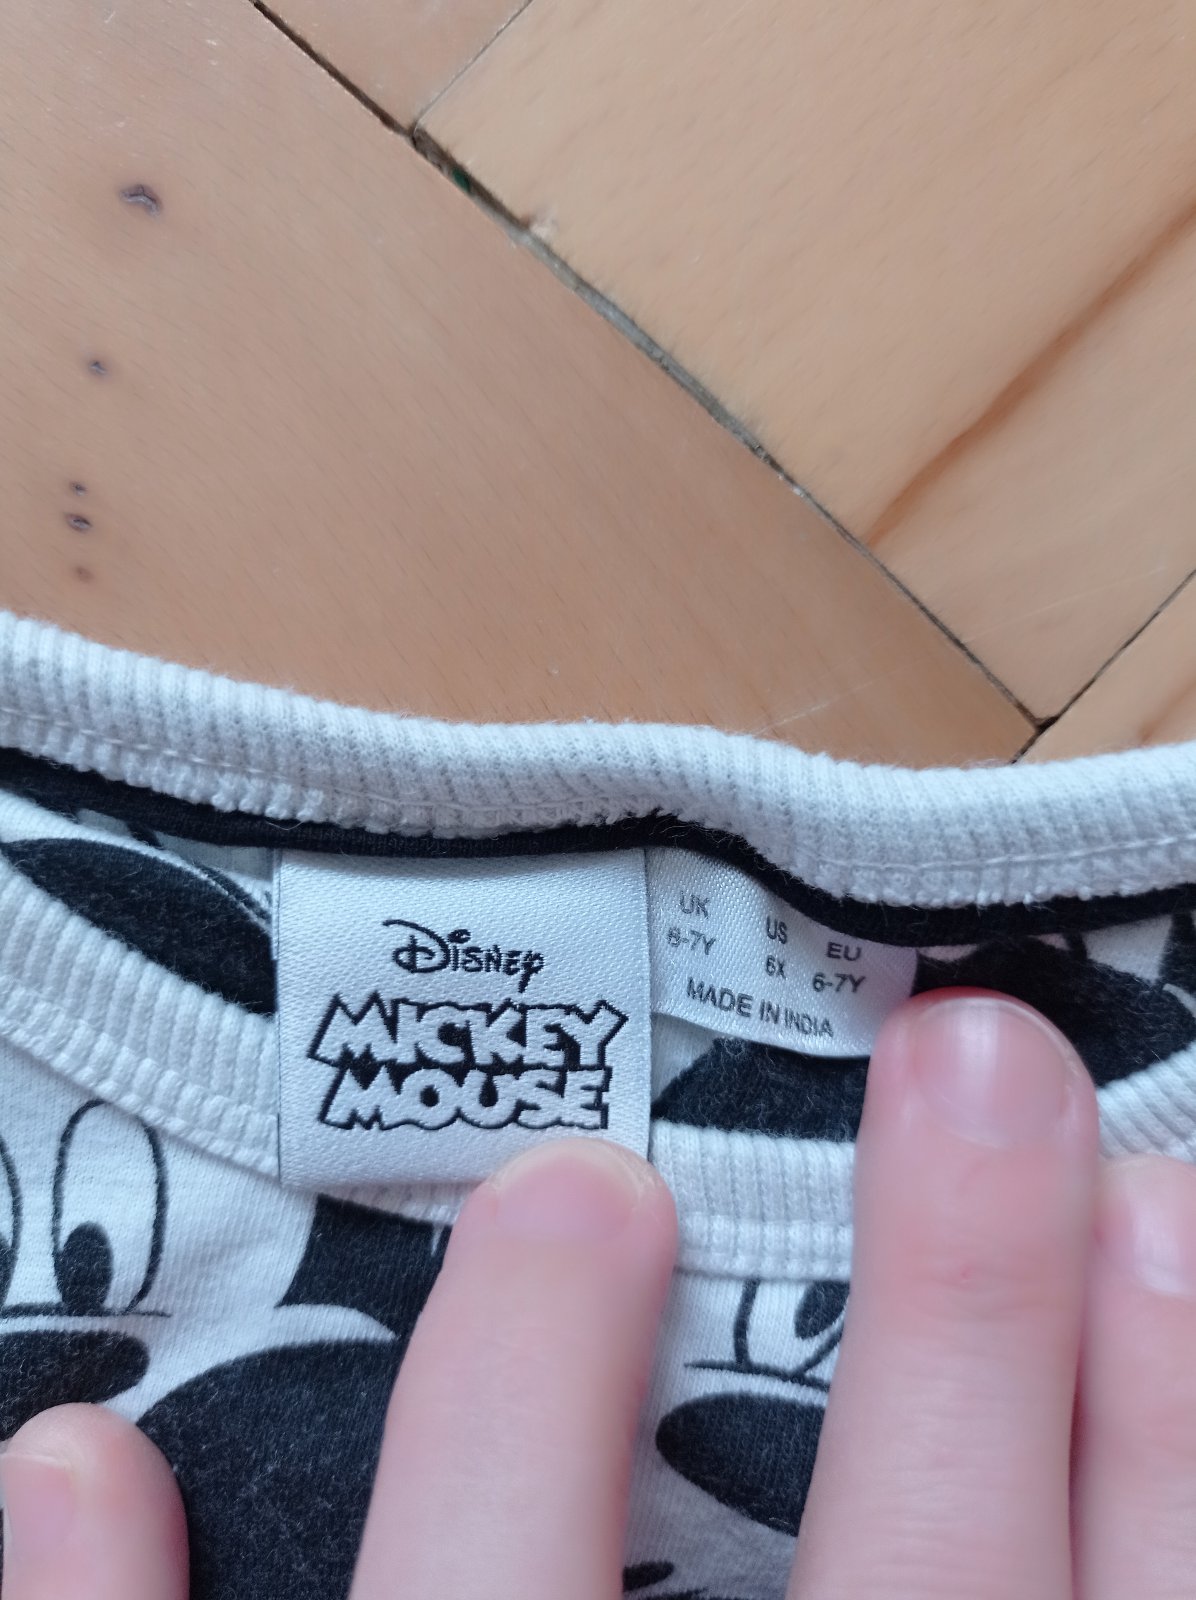 Disney
MICKEY
MOUSE
UK US EU
6-7Y 6X 6-7Y
MADE IN INDIA